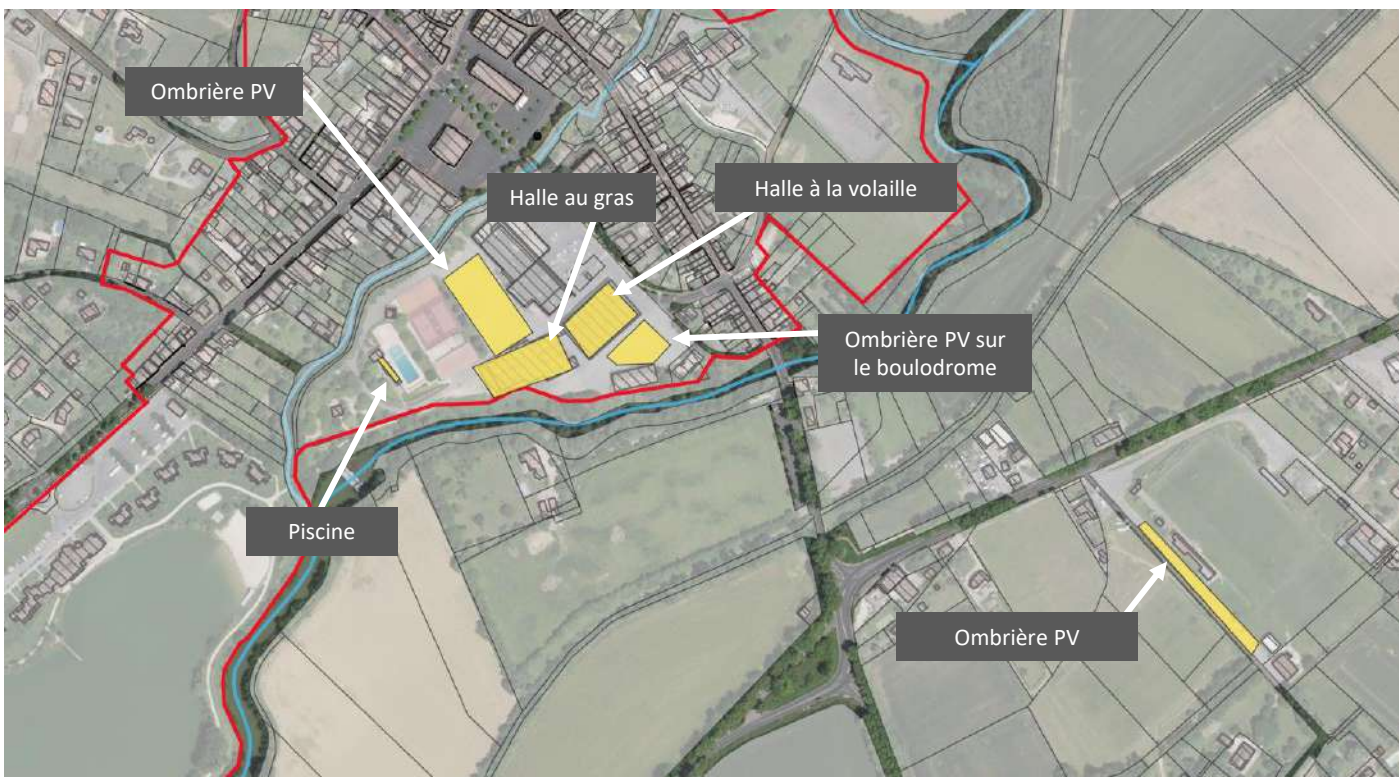 Ombrière PV
Halle au gras
Halle à la volaille
Ombrière PV sur
le boulodrome
Piscine
Ombrière PV